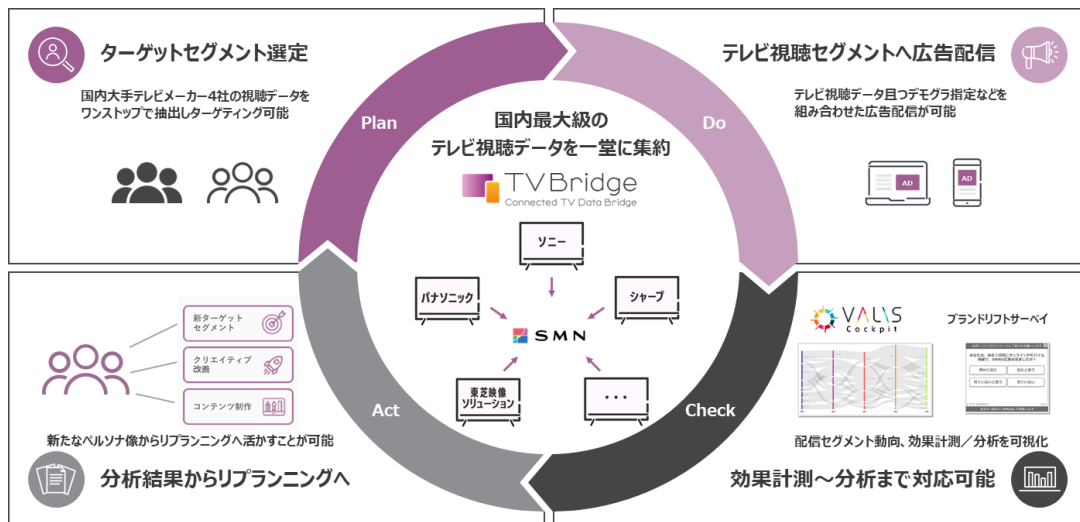 ターゲットセグメント選定
国内大手テレビメーカー4社の視聴データを
ワンストップで抽出しターゲティング可能
Plan
テレビ視聴セグメントへ広告配信
テレビ視聴データ且つデモグラ指定などを
組み合わせた広告配信が可能
Do
AD
AD
国内最大級の
テレビ視聴データを一堂に集約
TVBridge
Connected TV Data Bridge
ソニー
パナソニック
シャープ
SMN
東芝映像
ソリューション
・・・
新ターゲット
セグメント
クリエイティブ
改善
コンテンツ制作
新たなペルソナ像からリプランニングへ活かすことが可能
分析結果からリプランニングへ
Act
Check
VALIS
Cockpit
ブランドリフトサーベイ
配信セグメント動向、効果計測／分析を可視化
効果計測～分析まで対応可能